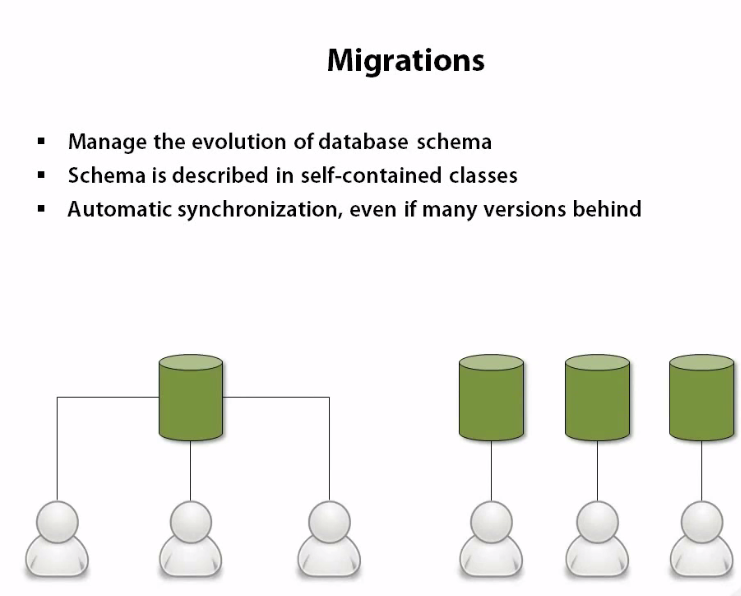 Migrations
▪ Manage the evolution of database schema
▪ Schema is described in self-contained classes
▪ Automatic synchronization, even if many versions behind